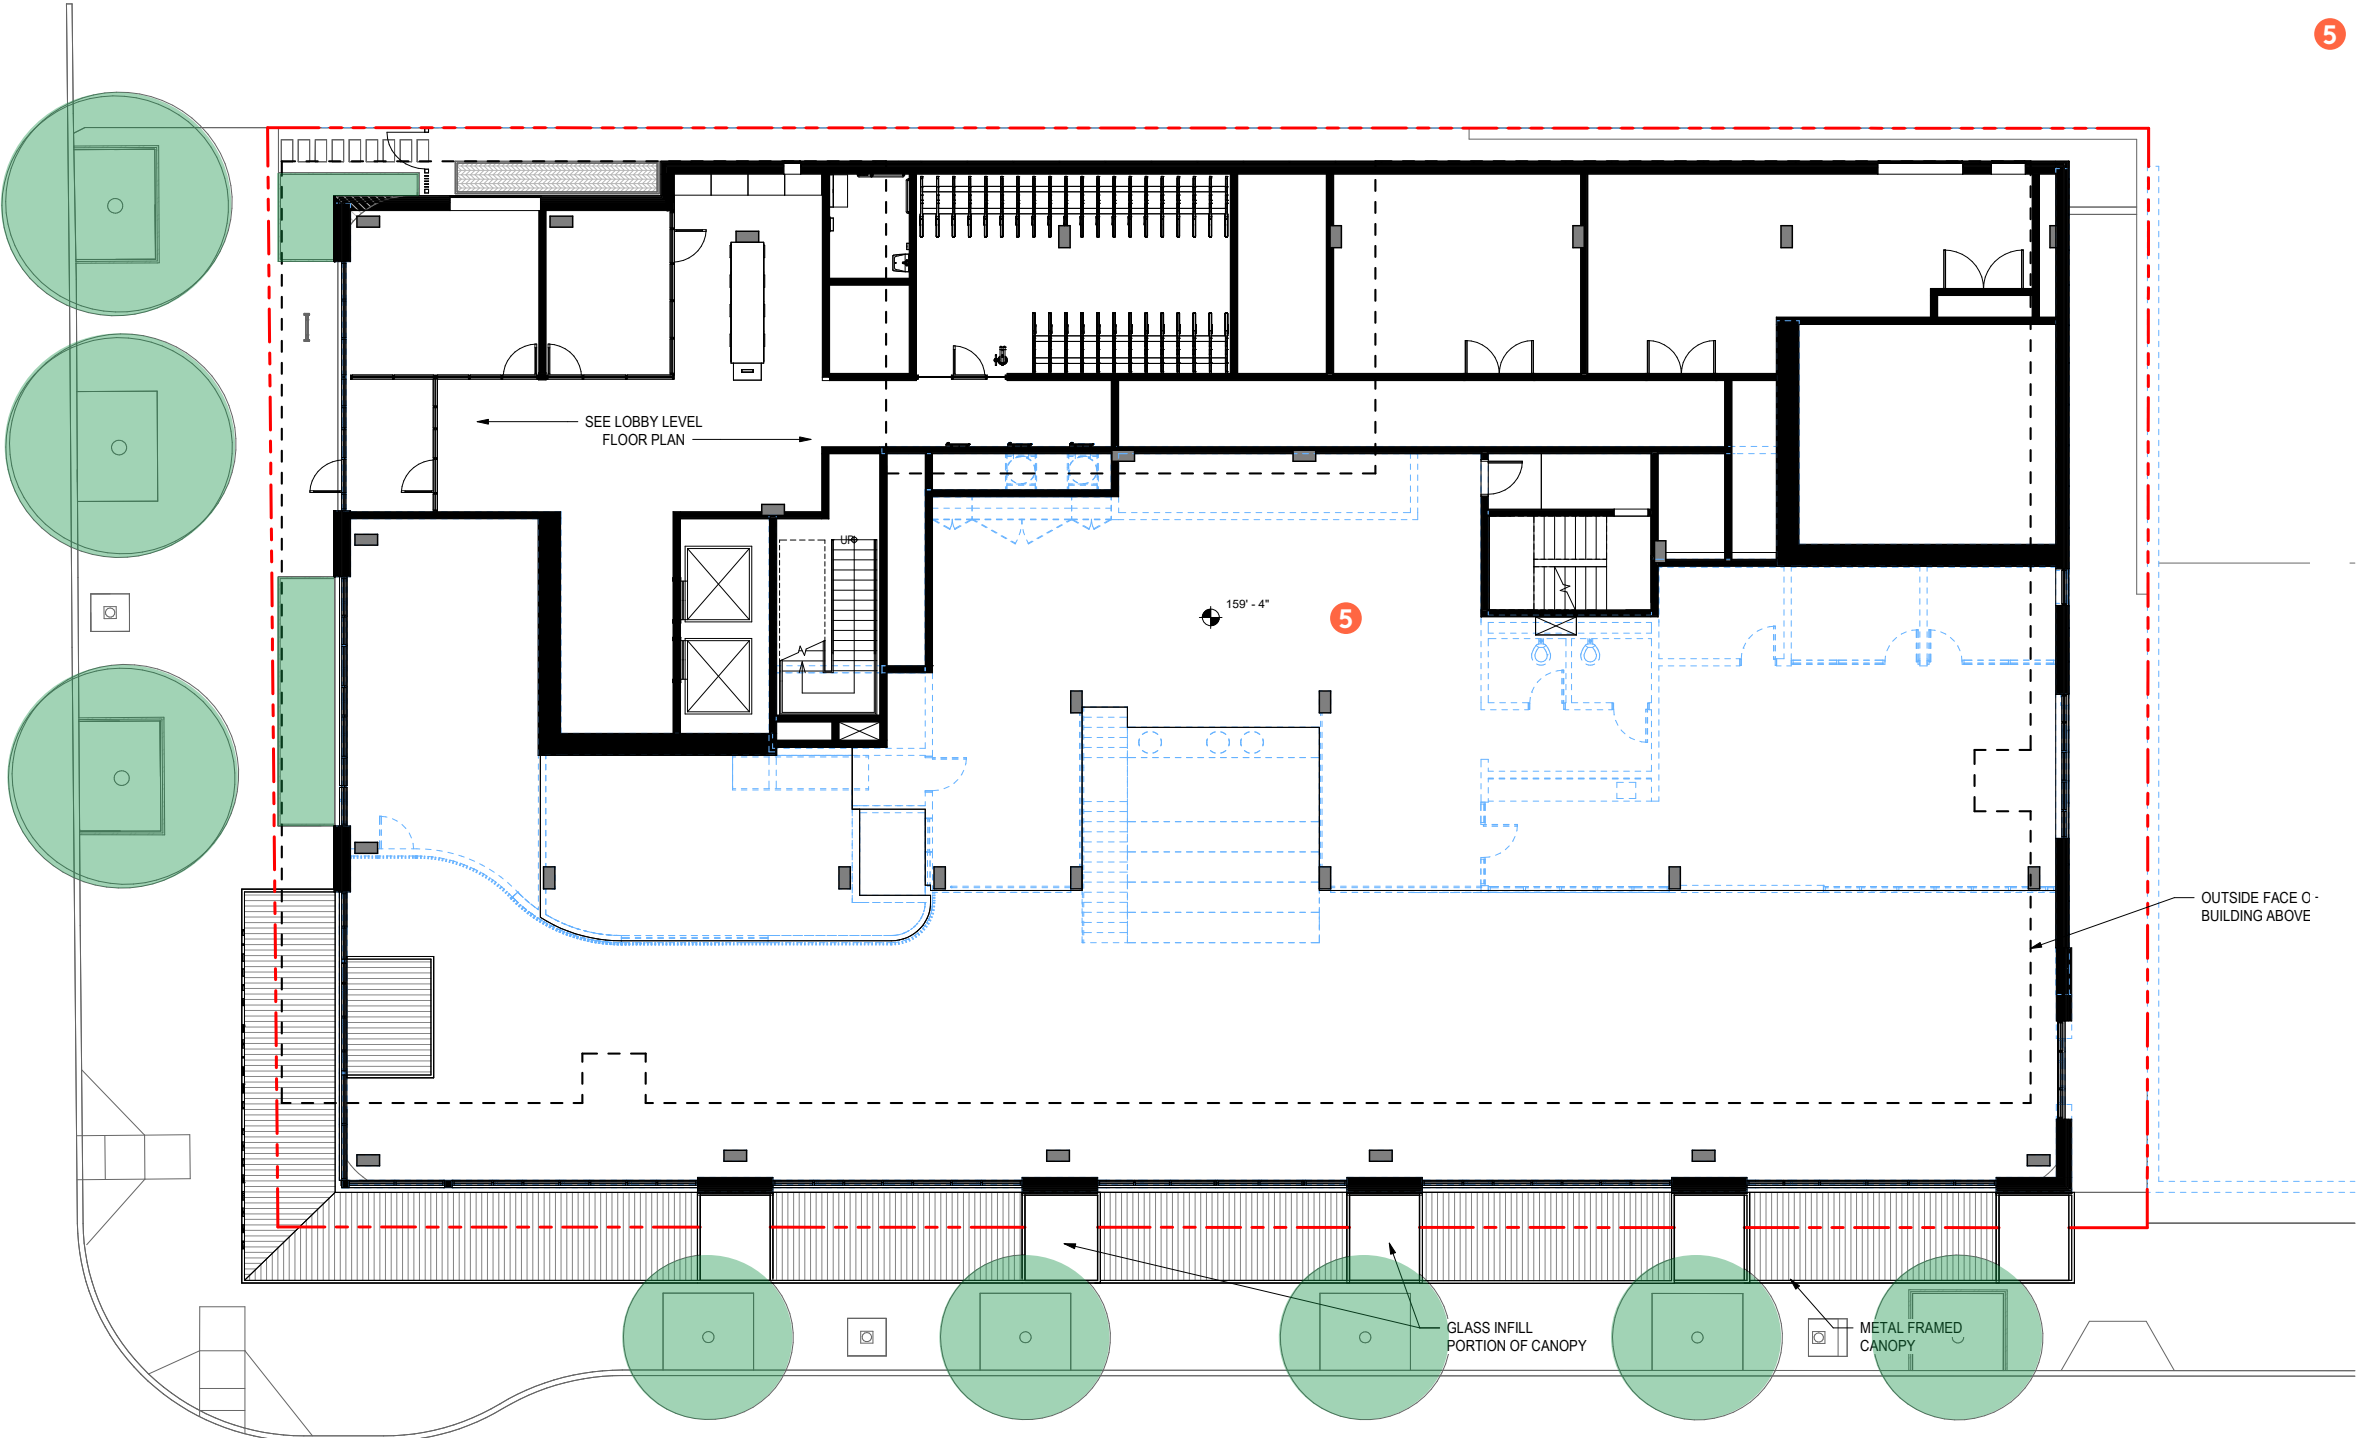 5
SEE LOBBY LEVEL
FLOOR PLAN
UP
159' - 4"
5
OUTSIDE FACE O
BUILDING ABOVE
GLASS INFILL
PORTION OF CANOPY
METAL FRAMED
CANOPY